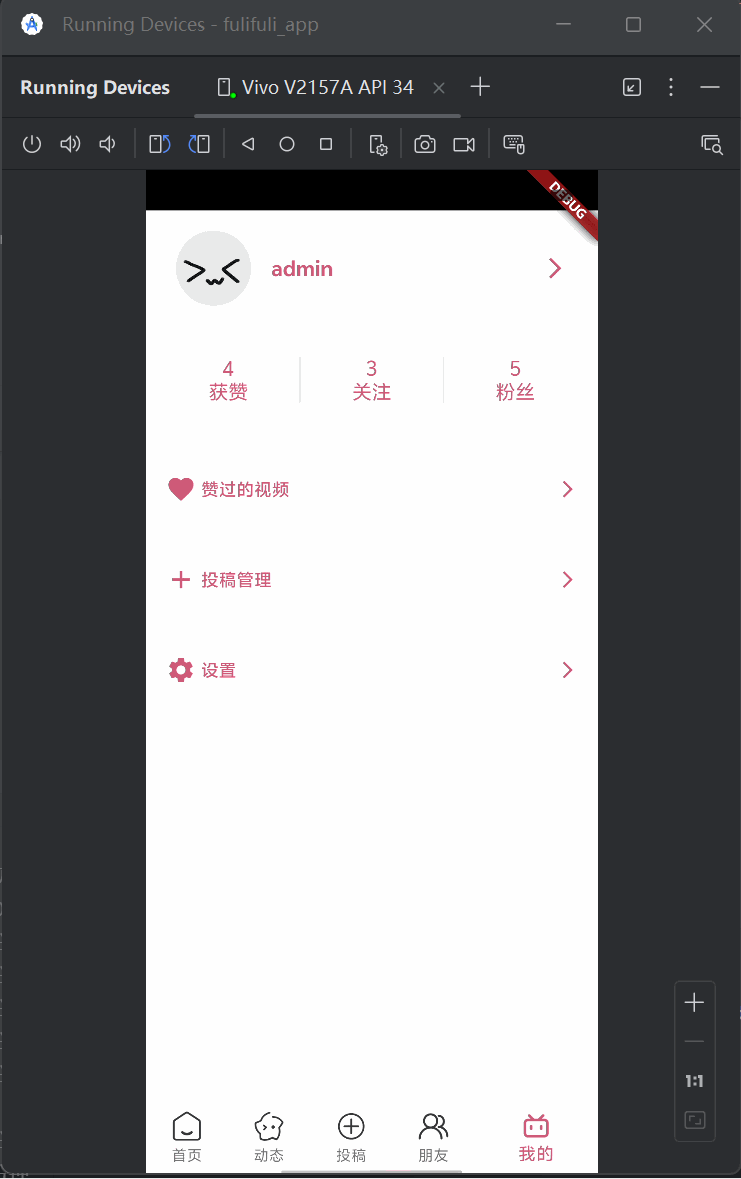 Running Devices - fulifuli_app
Running Devices
Vivo V2157A API 34
DEBUG
admin
4
获赞
3
关注
5
粉丝
赞过的视频
投稿管理
设置
1:1
首页
动态
投稿
朋友
我的